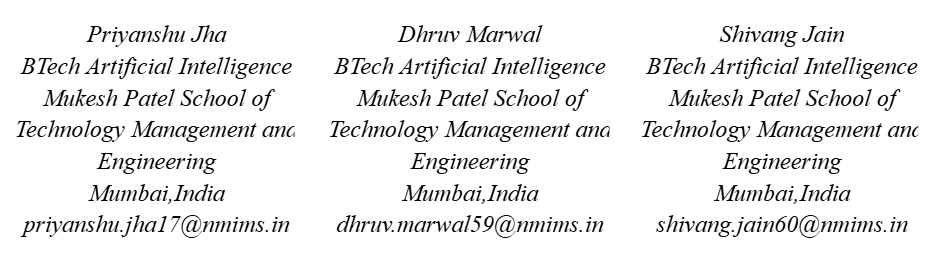 Priyanshu Jha
BTech Artificial Intelligence
Mukesh Patel School of
Technology Management and
Engineering
Mumbai,India
priyanshu.jha17@nmims.in
Dhruv Marwal
BTech Artificial Intelligence
Mukesh Patel School of
Technology Management and
Engineering
Mumbai,India
dhruv.marwal59@nmims.in
Shivang Jain
BTech Artificial Intelligence
Mukesh Patel School of
Technology Management and
Engineering
Mumbai,India
shivang.jain60@nmims.in